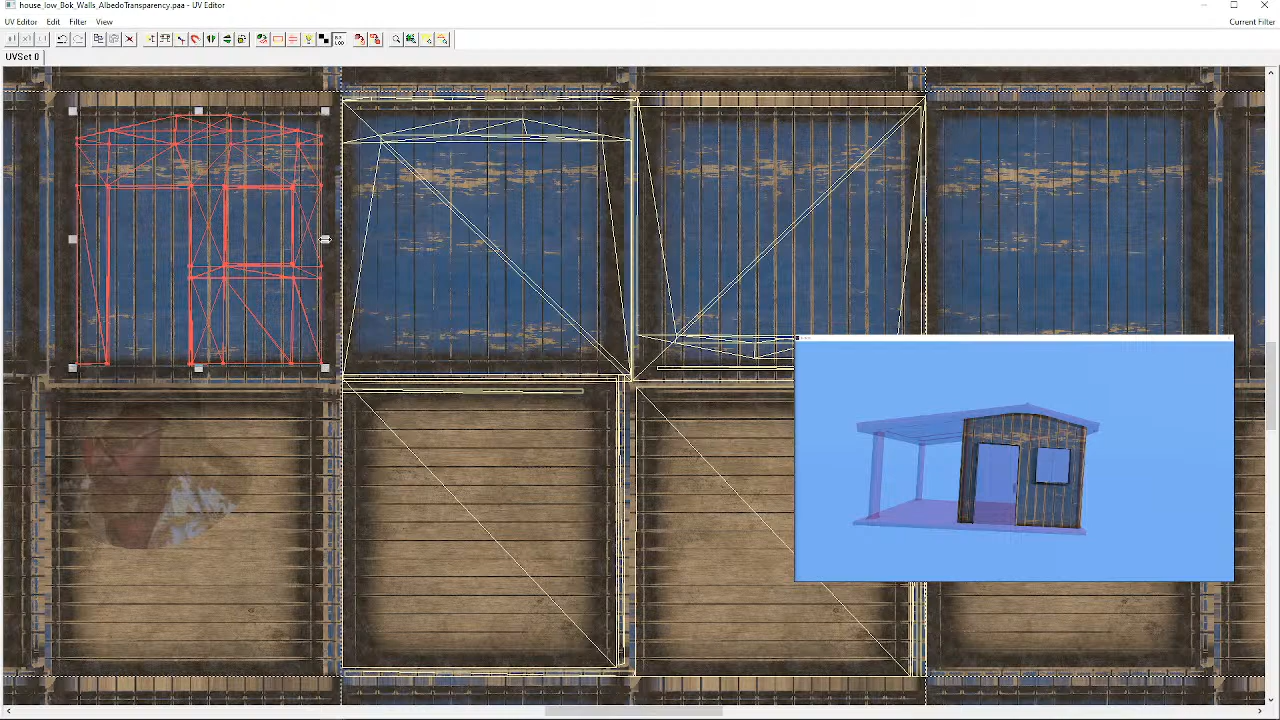 house_low_Bok_Walls_AlbedoTransparency.paa - UV Editor
UV Editor Edit Filter View
Current Filter
UVSet 0